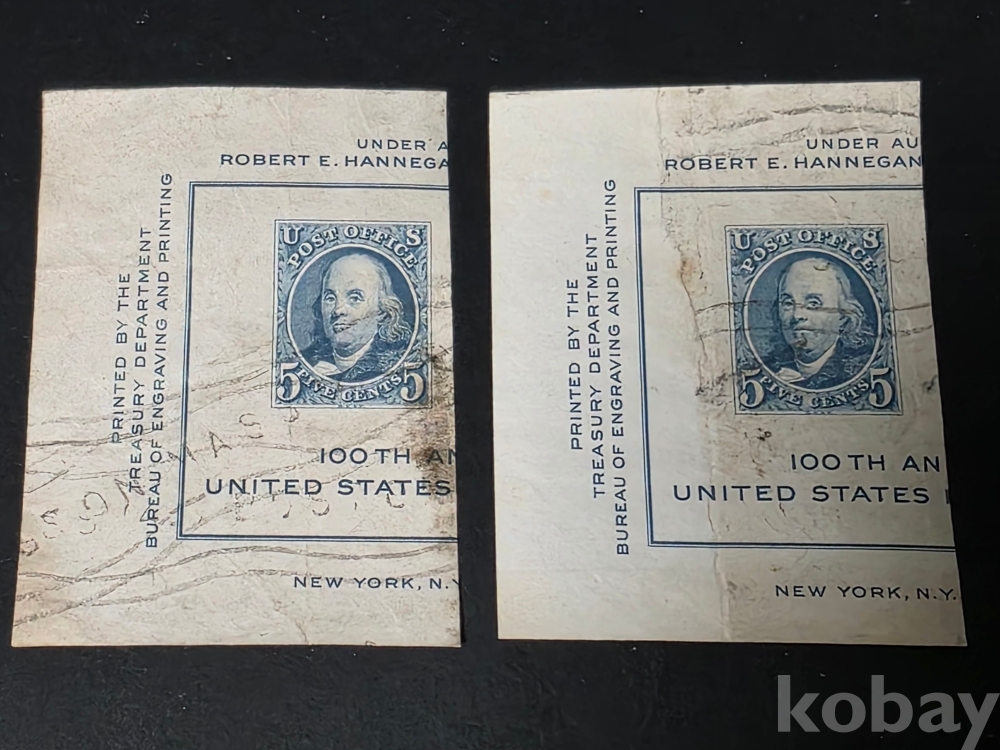 UNDER A
ROBERT E. HANNEGA
PRINTED BY THE
TREASURY DEPARTMENT
BUREAU OF ENGRAVING AND PRINTING
U S
POST OFFICE
5 FIVE CENTS 5
MASS
100TH AN
UNITED STATES
NEW YORK, N.Y
UNDER AU
ROBERT E. HANNEGAN
PRINTED BY THE
TREASURY DEPARTMENT
BUREAU OF ENGRAVING AND PRINTING
U S
POST OFFICE
5 FIVE CENTS 5
100TH AN
UNITED STATES
NEW YORK, N.Y.
kobay